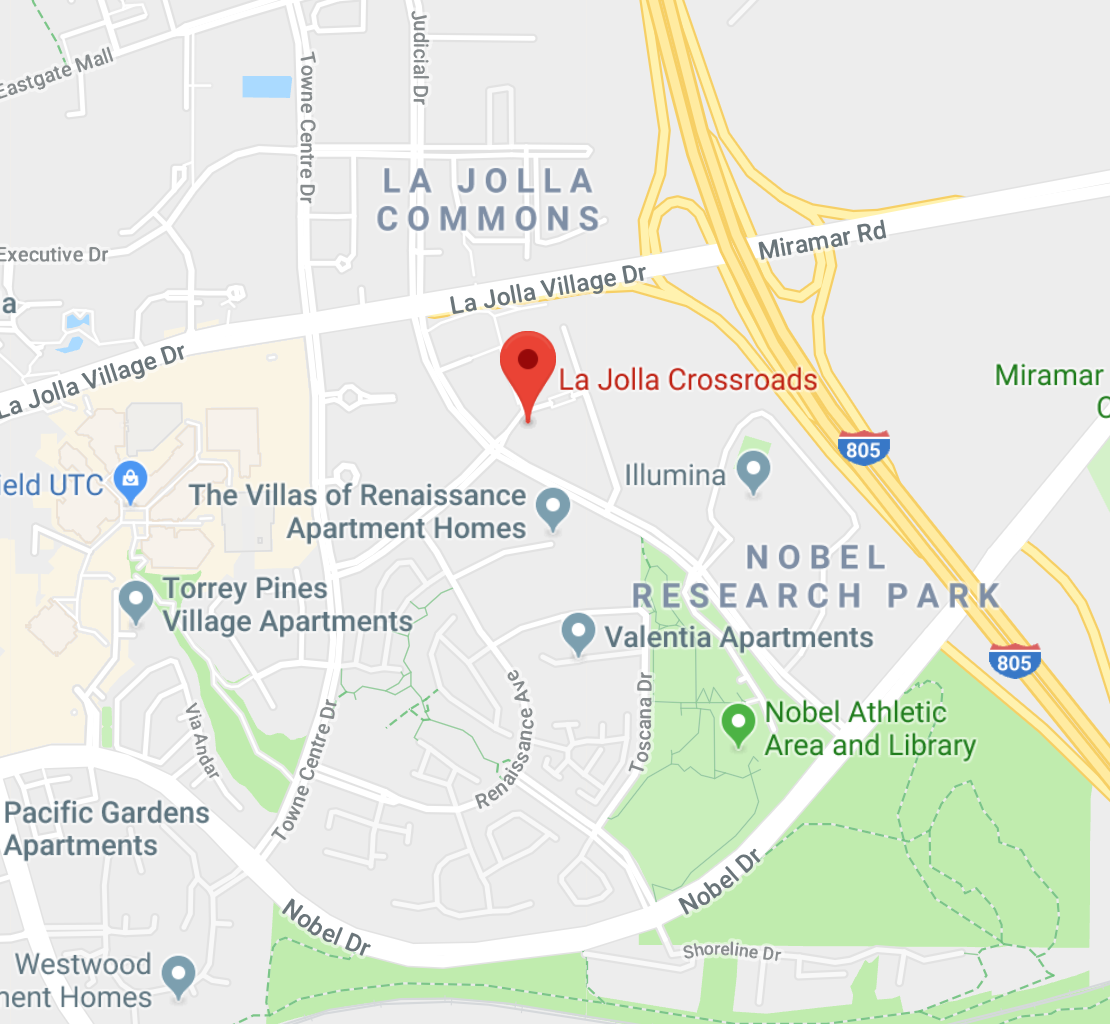 Eastgate Mall
Towne Centre Dr
Judicial Dr
LA JOLLA
COMMONS
Executive Dr
a
La Jolla Village Dr
Miramar Rd
La Jolla Village Dr
La Jolla Crossroads
Miramar
C
805
ield UTC
The Villas of Renaissance
Apartment Homes
Illumina
NOBEL
RESEARCH PARK
Torrey Pines
Village Apartments
Valentia Apartments
805
Via Andar
Towne Centre Dr
Renaissance Ave
Toscana Dr
Nobel Athletic
Area and Library
Pacific Gardens
Apartments
Nobel Dr
Nobel Dr
Shoreline Dr
Westwood
nent Homes